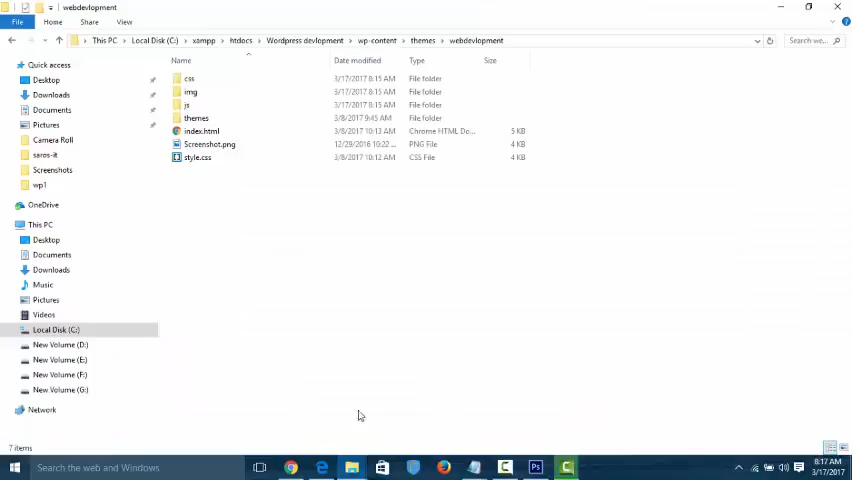 webdevlopment
File Home Share View
This PC Local Disk (C:) xampp htdocs Wordpress devlopment wp-content themes webdevlopment Search we...
Name Date modified Type Size
Quick access
Desktop
Downloads
Documents
Pictures
Camera Roll
saros-it
Screenshots
wp1
OneDrive
This PC
Desktop
Documents
Downloads
Music
Pictures
Videos
Local Disk (C:)
New Volume (D:)
New Volume (E:)
New Volume (F:)
New Volume (G:)
Network
css 3/17/2017 8:15 AM File folder
img 3/17/2017 8:15 AM File folder
js 3/17/2017 8:15 AM File folder
themes 3/8/2017 9:45 AM File folder
index.html 3/8/2017 10:13 AM Chrome HTML Do... 5 KB
Screenshot.png 12/29/2016 10:22 ... PNG File 4 KB
style.css 3/8/2017 10:12 AM CSS File 4 KB
7 items
Search the web and Windows
8:17 AM
3/17/2017